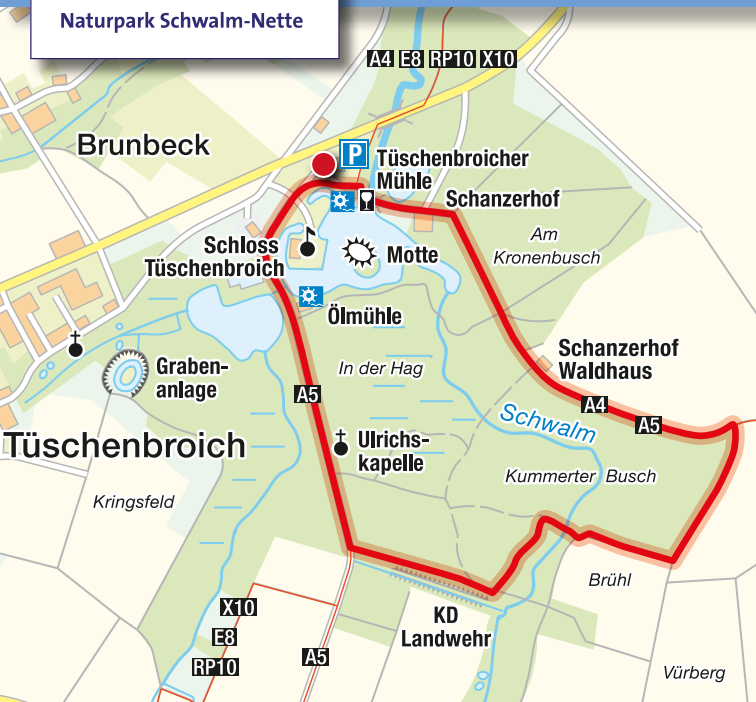 Naturpark Schwalm-Nette
A4 E8 RP10 X10
Brunbeck
P
Tüschenbroicher
Mühle
Schanzerhof
Am
Kronenbusch
Schloss
Tüschenbroich
Motte
Ölmühle
Graben-
anlage
In der Hag
Schanzerhof
Waldhaus
A5
A4
A5
Schwalm
Tüschenbroich
Ulrichs-
kapelle
Kummerter Busch
Kringsfeld
Brühl
X10
E8
RP10
A5
KD
Landwehr
Vürberg